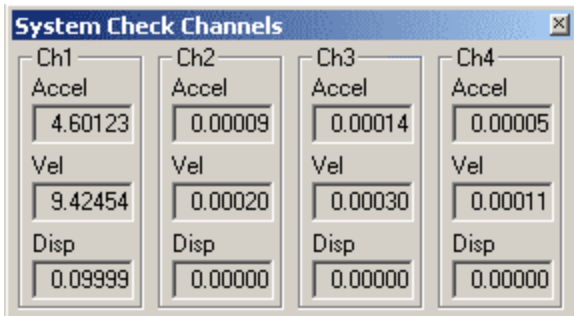 System Check Channels
Ch1 Ch2 Ch3 Ch4
Accel Accel Accel Accel
4.60123 0.00009 0.00014 0.00005
Vel Vel Vel Vel
9.42454 0.00020 0.00030 0.00011
Disp Disp Disp Disp
0.09999 0.00000 0.00000 0.00000